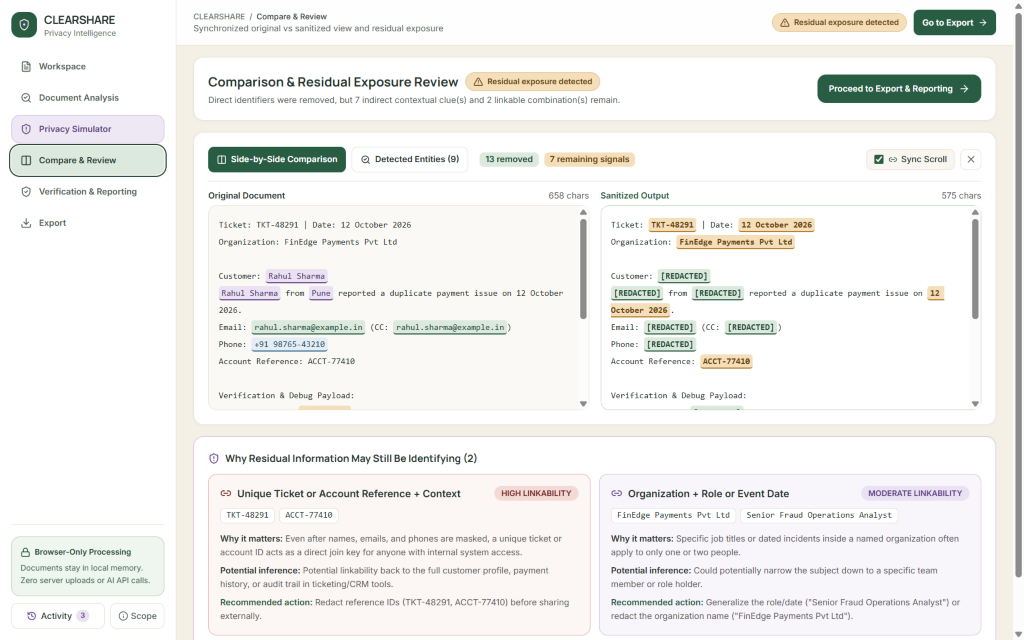 CLEARSHARE
Privacy Intelligence
Workspace
Document Analysis
Privacy Simulator
Compare & Review
Verification & Reporting
Export
Browser-Only Processing
Documents stay in local memory.
Zero server uploads or AI API calls.
Activity 3
Scope
CLEARSHARE / Compare & Review
Synchronized original vs sanitized view and residual exposure
Residual exposure detected
Go to Export →
Comparison & Residual Exposure Review
Residual exposure detected
Direct identifiers were removed, but 7 indirect contextual clue(s) and 2 linkable combination(s) remain.
Proceed to Export & Reporting →
Side-by-Side Comparison
Detected Entities (9)
13 removed
7 remaining signals
Sync Scroll
Original Document
658 chars
Ticket: TKT-48291 | Date: 12 October 2026
Organization: FinEdge Payments Pvt Ltd
Customer: Rahul Sharma
Rahul Sharma from Pune reported a duplicate payment issue on 12 October
2026.
Email: rahul.sharma@example.in (CC: rahul.sharma@example.in)
Phone: +91 98765-43210
Account Reference: ACCT-77410
Verification & Debug Payload:
Sanitized Output
575 chars
Ticket: TKT-48291 | Date: 12 October 2026
Organization: FinEdge Payments Pvt Ltd
Customer: [REDACTED]
[REDACTED] from [REDACTED] reported a duplicate payment issue on 12
October 2026.
Email: [REDACTED] (CC: [REDACTED])
Phone: [REDACTED]
Account Reference: ACCT-77410
Verification & Debug Payload:
Why Residual Information May Still Be Identifying (2)
Unique Ticket or Account Reference + Context
HIGH LINKABILITY
TKT-48291
ACCT-77410
Why it matters: Even after names, emails, and phones are masked, a unique ticket or
account ID acts as a direct join key for anyone with internal system access.
Potential inference: Potential linkability back to the full customer profile, payment
history, or audit trail in ticketing/CRM tools.
Recommended action: Redact reference IDs (TKT-48291, ACCT-77410) before sharing
externally.
Organization + Role or Event Date
MODERATE LINKABILITY
FinEdge Payments Pvt Ltd
Senior Fraud Operations Analyst
Why it matters: Specific job titles or dated incidents inside a named organization often
apply to only one or two people.
Potential inference: Could potentially narrow the subject down to a specific team
member or role holder.
Recommended action: Generalize the role/date ("Senior Fraud Operations Analyst") or
redact the organization name ("FinEdge Payments Pvt Ltd").